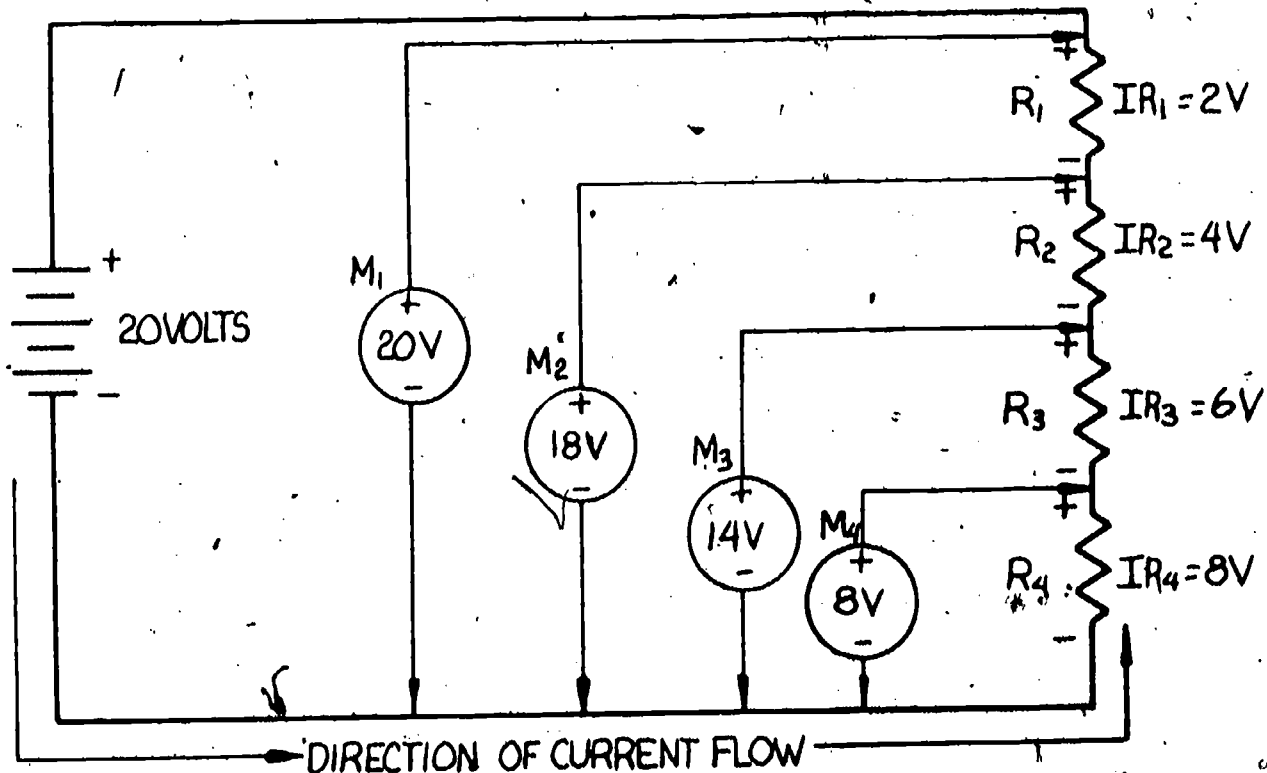 +
R₁ IR₁=2V
−
+
R₂ IR₂=4V
−
+
20VOLTS
−
M₁
+
20V
−
M₂
+
18V
−
+
R₃ IR₃=6V
−
M₃
+
14V
−
M₄
+
8V
−
+
R₄ IR₄=8V
−
DIRECTION OF CURRENT FLOW